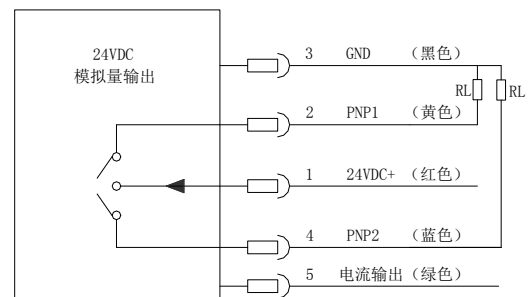 24VDC
模拟量输出
3 GND （黑色）
RL RL
2 PNP1 （黄色）
1 24VDC+ （红色）
4 PNP2 （蓝色）
5 电流输出（绿色）